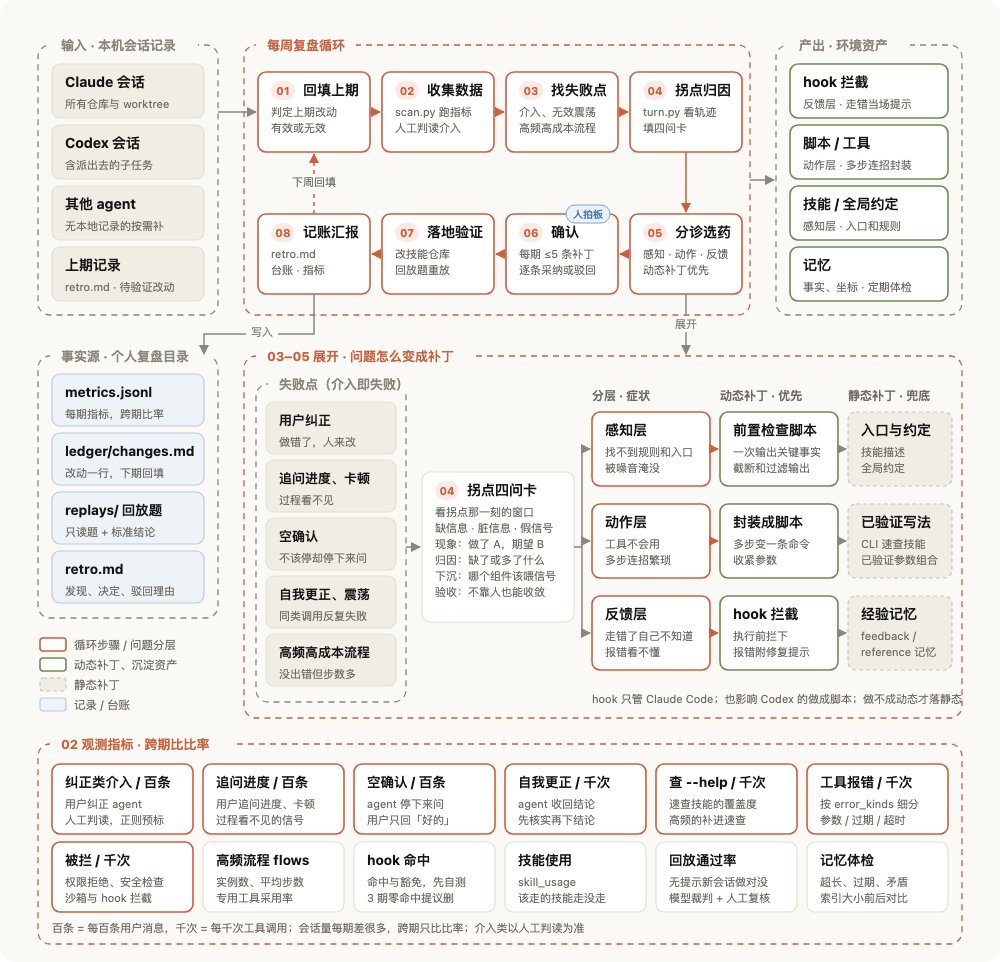 输入 · 本机会话记录
Claude 会话
所有仓库与 worktree
Codex 会话
含派出去的子任务
其他 agent
无本地记录的按需补
上期记录
retro.md · 待验证改动
每周复盘循环
01 回填上期
判定上期改动
有效或无效
02 收集数据
scan.py 跑指标
人工判读介入
03 找失败点
介入、无效震荡
高频高成本流程
04 拐点归因
turn.py 看轨迹
填四问卡
下周回填
08 记账汇报
retro.md
台账 · 指标
07 落地验证
改技能仓库
回放题重放
人拍板
06 确认
每期 ≤5 条补丁
逐条采纳或驳回
05 分诊选药
感知 · 动作 · 反馈
动态补丁优先
产出 · 环境资产
hook 拦截
反馈层 · 走错当场提示
脚本 / 工具
动作层 · 多步连招封装
技能 / 全局约定
感知层 · 入口和规则
记忆
事实、坐标 · 定期体检
写入
展开
事实源 · 个人复盘目录
metrics.jsonl
每期指标，跨期比率
ledger/changes.md
改动一行，下期回填
replays/ 回放题
只读题 + 标准结论
retro.md
发现、决定、驳回理由
循环步骤 / 问题分层
动态补丁、沉淀资产
静态补丁
记录 / 台账
03–05 展开 · 问题怎么变成补丁
失败点（介入即失败）
用户纠正
做错了，人来改
追问进度、卡顿
过程看不见
空确认
不该停却停下来问
自我更正、震荡
同类调用反复失败
高频高成本流程
没出错但步数多
04 拐点四问卡
看拐点那一刻的窗口
缺信息 · 脏信息 · 假信号
现象：做了 A，期望 B
归因：缺了或多了什么
下沉：哪个组件该喂信号
验收：不靠人也能收敛
分层 · 症状
动态补丁 · 优先
静态补丁 · 兜底
感知层
找不到规则和入口
被噪音淹没
前置检查脚本
一次输出关键事实
截断和过滤输出
入口与约定
技能描述
全局约定
动作层
工具不会用
多步连招繁琐
封装成脚本
多步变一条命令
收紧参数
已验证写法
CLI 速查技能
已验证参数组合
反馈层
走错了自己不知道
报错看不懂
hook 拦截
执行前拦下
报错附修复提示
经验记忆
feedback /
reference 记忆
hook 只管 Claude Code；也影响 Codex 的做成脚本；做不成动态才落静态
02 观测指标 · 跨期比比率
纠正类介入 / 百条
用户纠正 agent
人工判读，正则预标
追问进度 / 百条
用户追问进度、卡顿
过程看不见的信号
空确认 / 百条
agent 停下来问
用户只回「好的」
自我更正 / 千次
agent 收回结论
先核实再下结论
查 --help / 千次
速查技能的覆盖度
高频的补进速查
工具报错 / 千次
按 error_kinds 细分
参数 / 过期 / 超时
被拦 / 千次
权限拒绝、安全检查
沙箱与 hook 拦截
高频流程 flows
实例数、平均步数
专用工具采用率
hook 命中
命中与豁免，先自测
3 期零命中提议删
技能使用
skill_usage
该走的技能走没走
回放通过率
无提示新会话做对没
模型裁判 + 人工复核
记忆体检
超长、过期、矛盾
索引大小前后对比
百条 = 每百条用户消息，千次 = 每千次工具调用；会话量每期差很多，跨期只比比率；介入类以人工判读为准